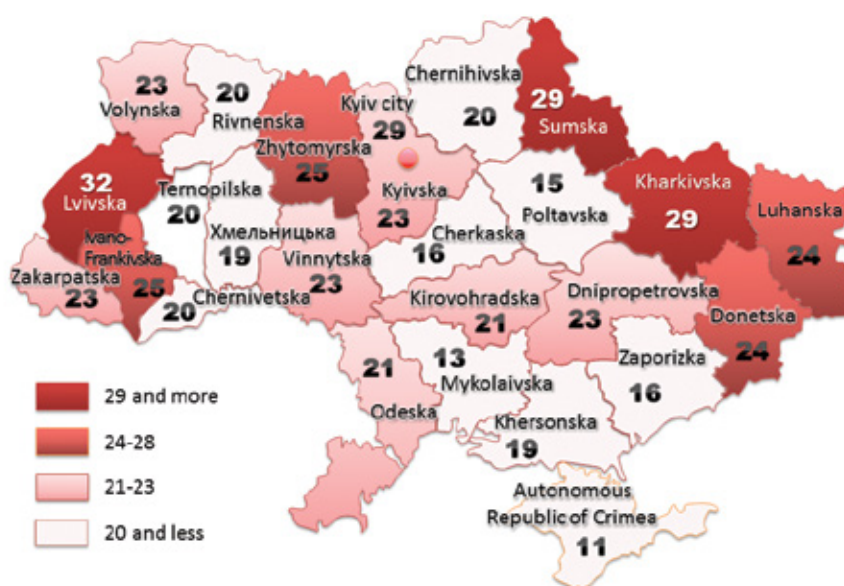 23
Volynska
20
Rivnenska
Zhytomyrska
25
Kyiv city
29
Kyivska
23
Chernihivska
20
29
Sumska
32
Lvivska
Ternopilska
20
Хмельницька
19
Vinnytska
23
Cherkaska
16
15
Poltavska
Kharkivska
29
Luhanska
24
Ivano-
Frankivska
25
Zakarpatska
23
Chernivetska
20
Kirovohradska
21
Dnipropetrovska
23
Donetska
24
21
Odeska
13
Mykolaivska
Zaporizka
16
Khersonska
19
Autonomous
Republic of Crimea
11
29 and more
24-28
21-23
20 and less